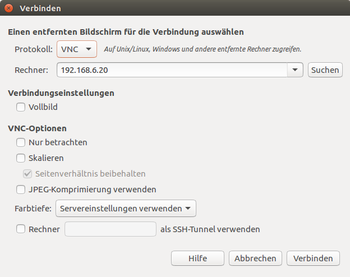 Verbinden
Einen entfernten Bildschirm für die Verbindung auswählen
Protokoll: VNC Auf Unix/Linux, Windows und andere entfernte Rechner zugreifen.
Rechner: 192.168.6.20 Suchen
Verbindungseinstellungen
Vollbild
VNC-Optionen
Nur betrachten
Skalieren
Seitenverhältnis beibehalten
JPEG-Komprimierung verwenden
Farbtiefe: Servereinstellungen verwenden
Rechner als SSH-Tunnel verwenden
Hilfe Abbrechen Verbinden